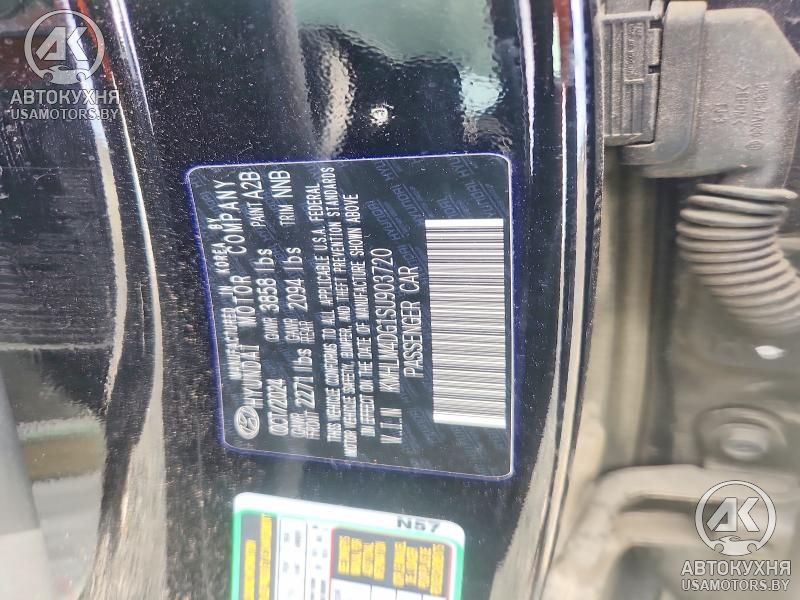 АВТОКУХНЯ
USAMOTORS.BY
MANUFACTURED IN KOREA BY
HYUNDAI MOTOR COMPANY
OCT/2024 GVWR 3858 lbs PAINT A2B
GAWR FRONT 2271 lbs GAWR REAR 2094 lbs TRIM NNB
THIS VEHICLE CONFORMS TO ALL APPLICABLE U.S.A. FEDERAL
MOTOR VEHICLE SAFETY, BUMPER, AND THEFT PREVENTION STANDARDS
IN EFFECT ON THE DATE OF MANUFACTURE SHOWN ABOVE
V.I.N KMHLM4DG1SU903720
PASSENGER CAR
N57
АВТОКУХНЯ
USAMOTORS.BY